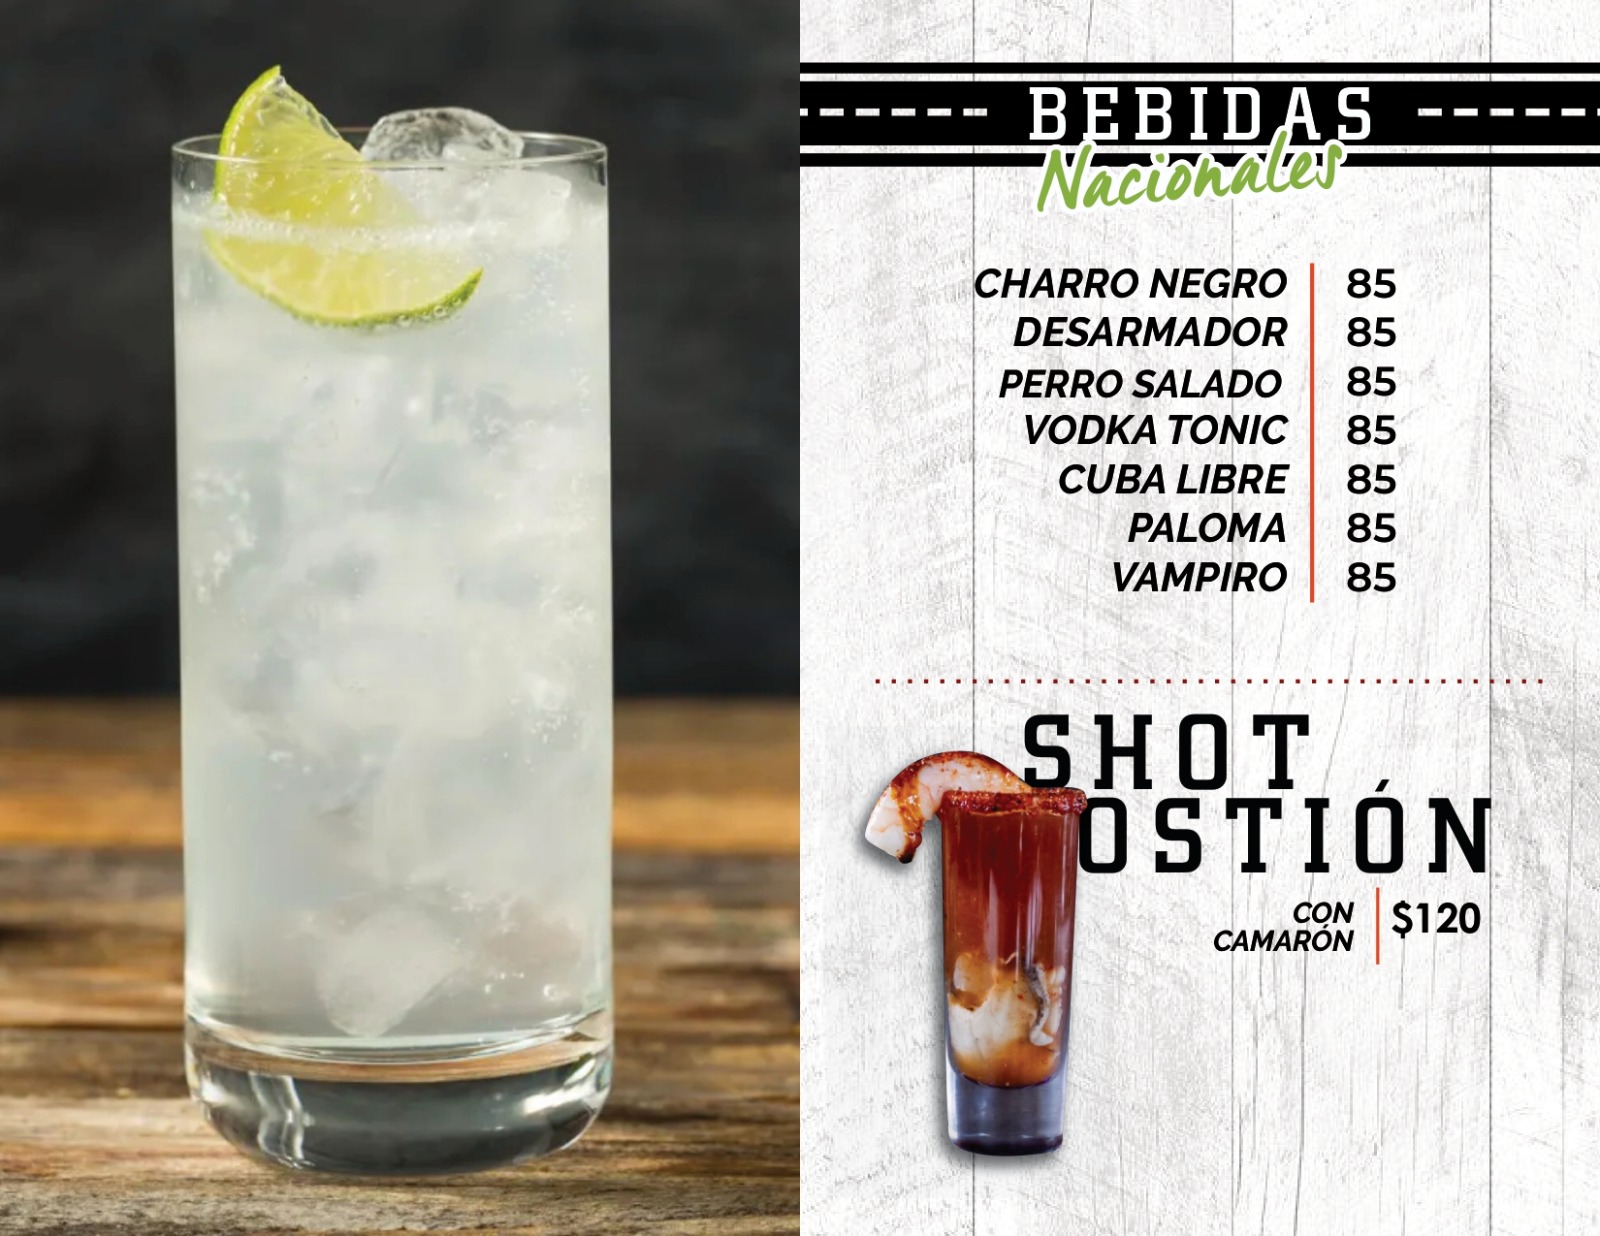 BEBIDAS
Nacionales
CHARRO NEGRO 85
DESARMADOR 85
PERRO SALADO 85
VODKA TONIC 85
CUBA LIBRE 85
PALOMA 85
VAMPIRO 85
SHOT
OSTIÓN
CON
CAMARÓN $120